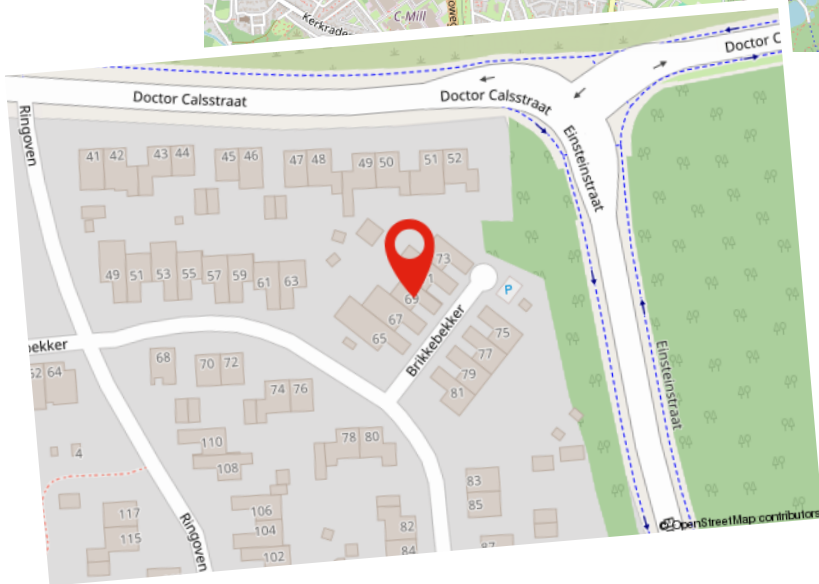 C-Mill
Kerkrade
oweg
Doctor C
Doctor Calsstraat
Doctor Calsstraat
Ringoven
Einsteinstraat
41 42 43 44 45 46 47 48 49 50 51 52
73
49 51 53 55 57 59 61 63
69
67
65
P
Brikkebekker
75
77
79
81
bekker
68
70 72
64
74 76
Einsteinstraat
78 80
110
108
4
83
85
117
115
106
104
102
82
84
87
Ringoven
© OpenStreetMap contributors